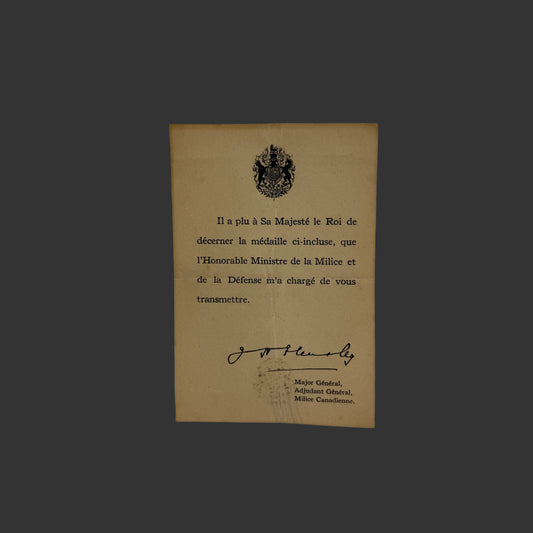 Il a plu à Sa Majesté le Roi de
décerner la médaille ci-incluse, que
l'Honorable Ministre de la Milice et
de la Défense m'a chargé de vous
transmettre.
Major Général,
Adjudant Général,
Milice Canadienne.